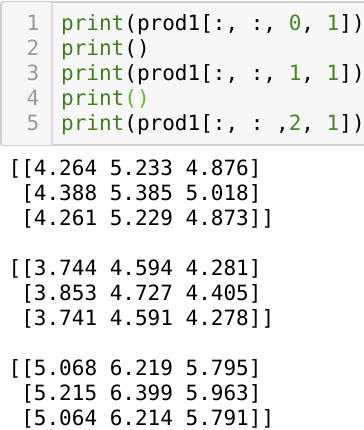 1 print(prod1[:, :, 0, 1])
2 print()
3 print(prod1[:, :, 1, 1])
4 print()
5 print(prod1[:, : ,2, 1])
[[4.264 5.233 4.876]
 [4.388 5.385 5.018]
 [4.261 5.229 4.873]]
[[3.744 4.594 4.281]
 [3.853 4.727 4.405]
 [3.741 4.591 4.278]]
[[5.068 6.219 5.795]
 [5.215 6.399 5.963]
 [5.064 6.214 5.791]]